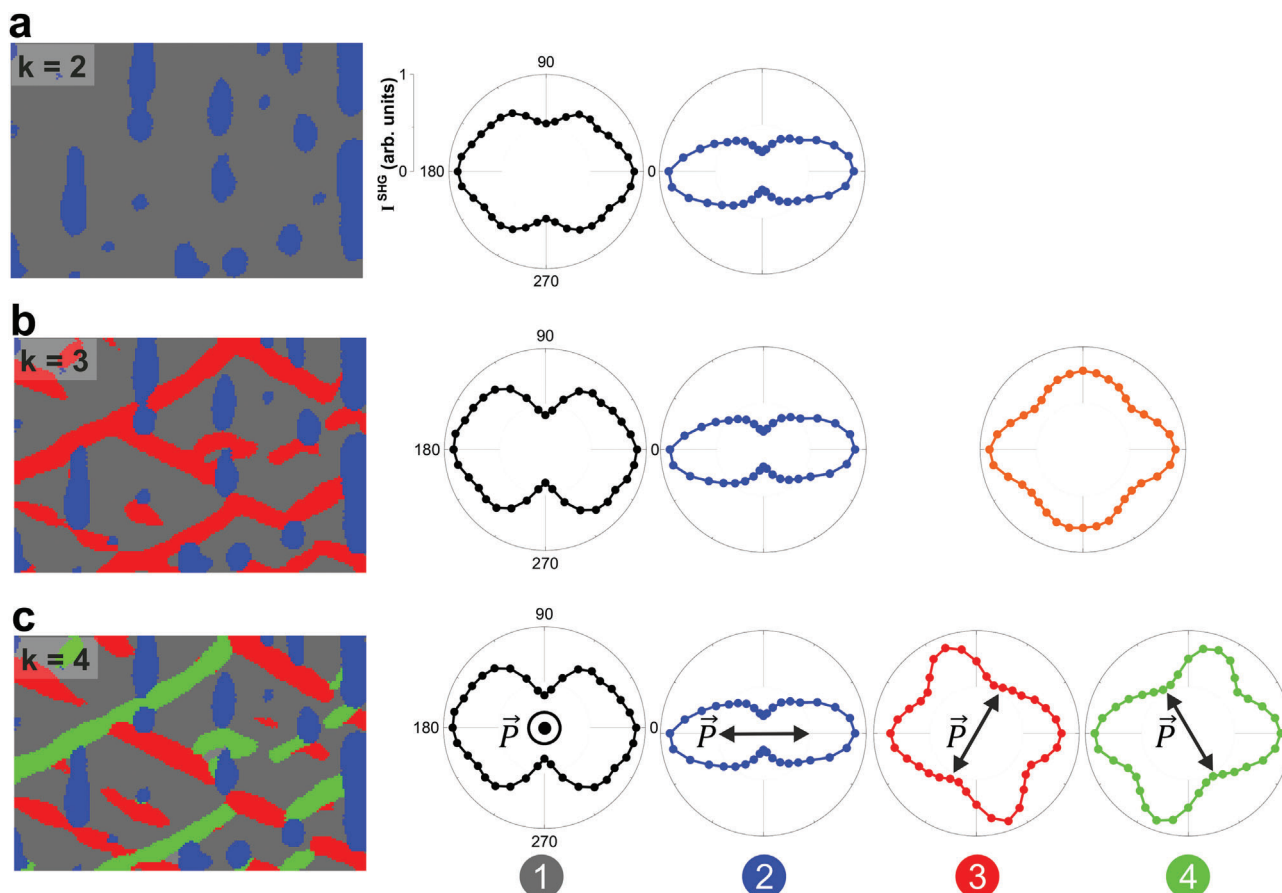 a
k = 2
I^SHG (arb. units)
1
0
90
180
0
270
b
k = 3
90
180
0
270
c
k = 4
90
180
0
270
P⃗
P⃗
P⃗
P⃗
1
2
3
4